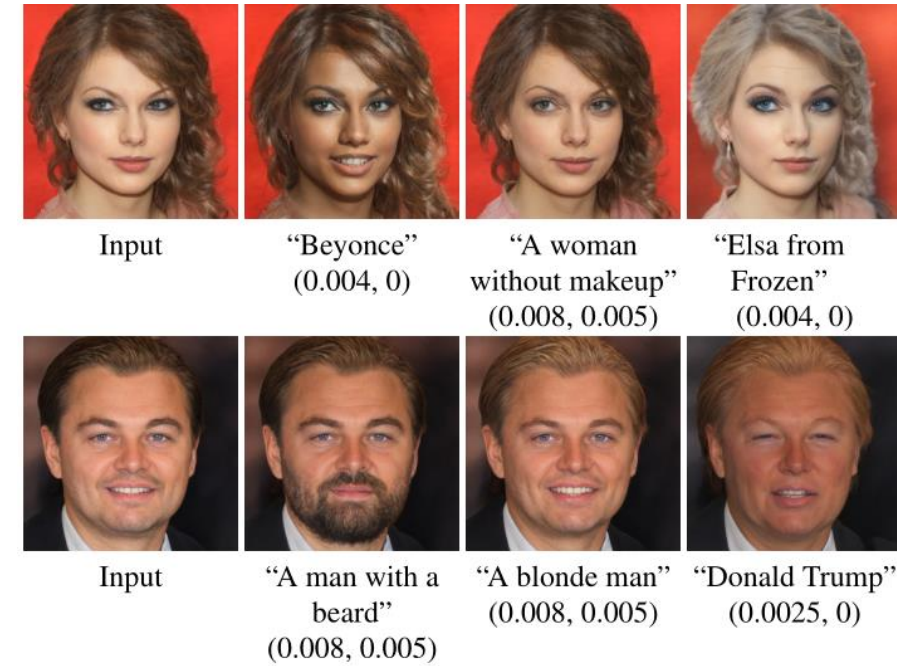 Input
“Beyonce”
(0.004, 0)
“A woman
without makeup”
(0.008, 0.005)
“Elsa from
Frozen”
(0.004, 0)
Input
“A man with a
beard”
(0.008, 0.005)
“A blonde man”
(0.008, 0.005)
“Donald Trump”
(0.0025, 0)